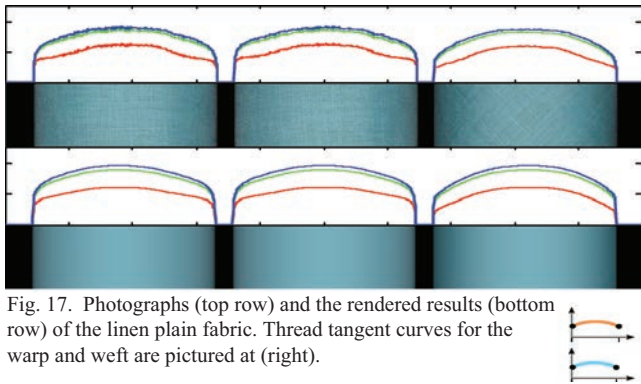 Fig. 17. Photographs (top row) and the rendered results (bottom
row) of the linen plain fabric. Thread tangent curves for the
warp and weft are pictured at (right).